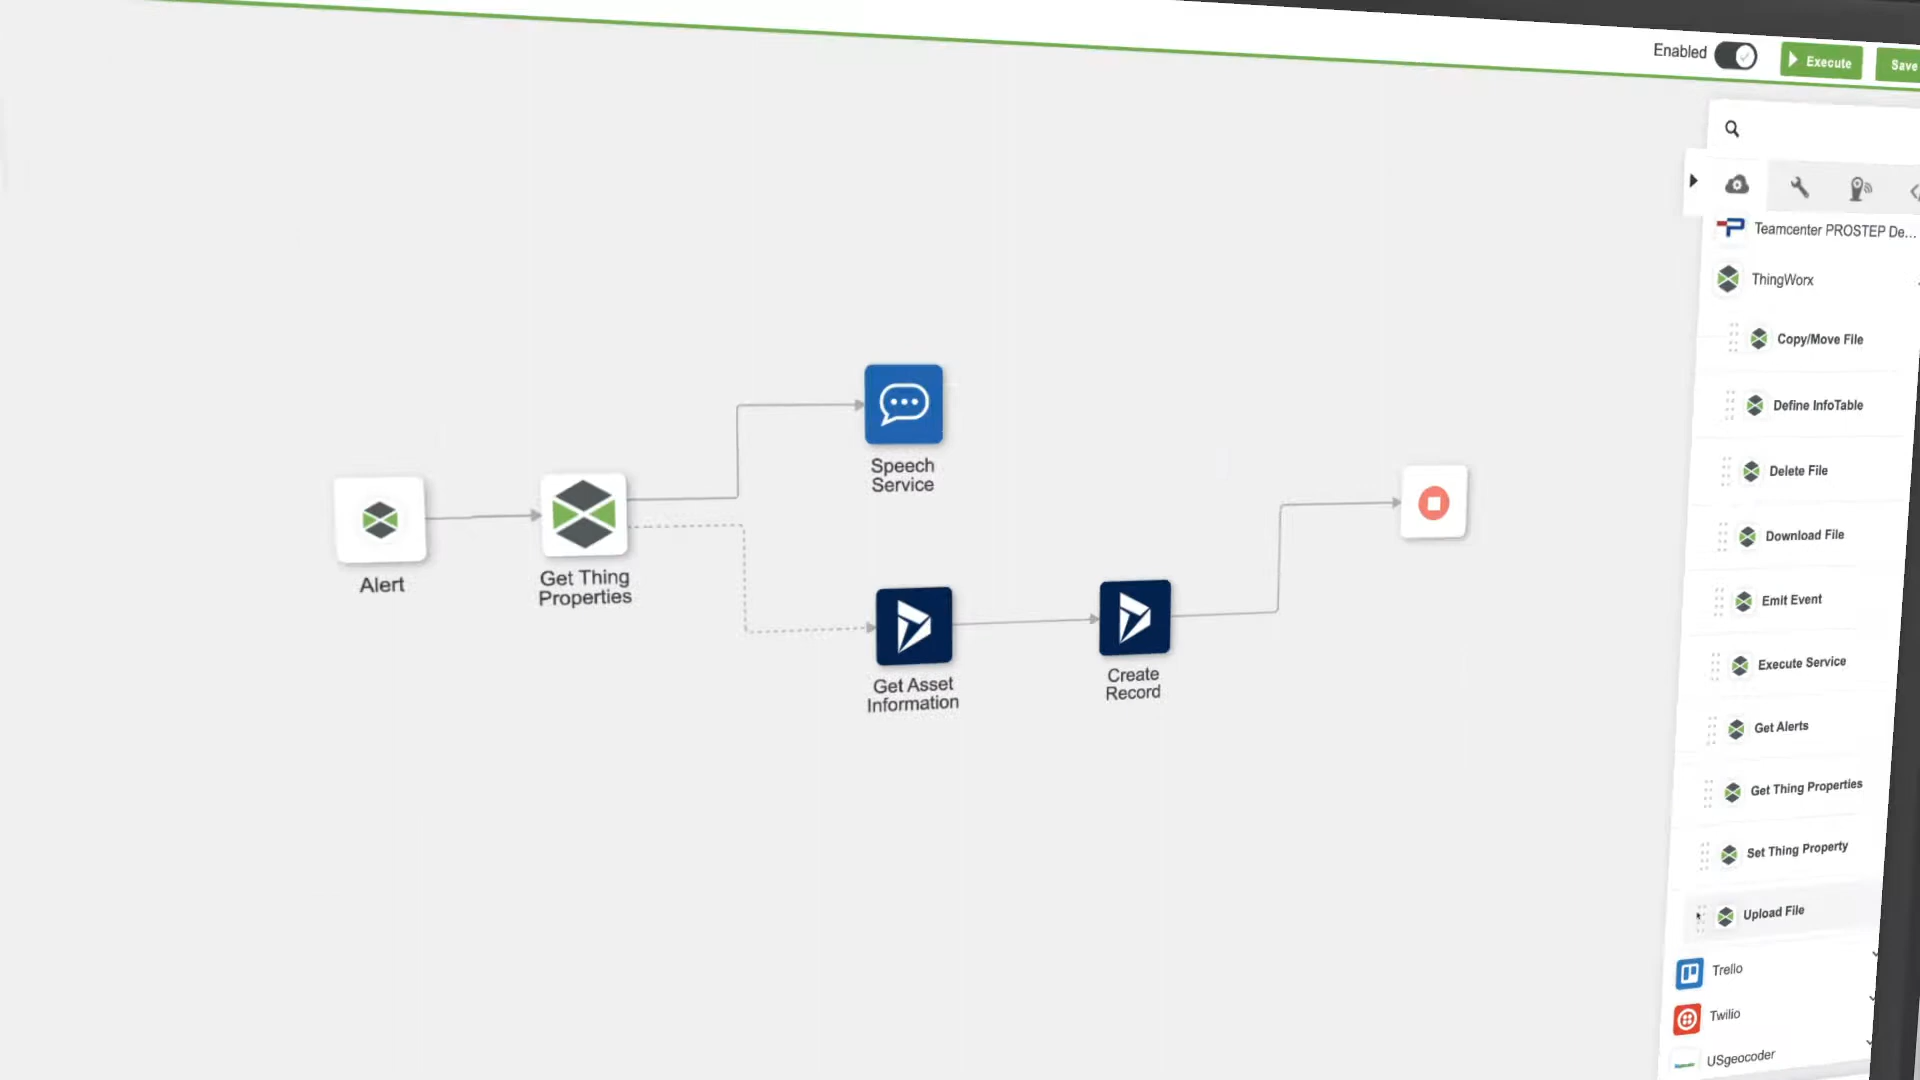 Enabled
Execute
Save
Teamcenter PROSTEP De...
ThingWorx
Copy/Move File
Define InfoTable
Delete File
Download File
Emit Event
Execute Service
Get Alerts
Get Thing Properties
Set Thing Property
Upload File
Trello
Twilio
USgeocoder
Alert
Get Thing
Properties
Speech
Service
Get Asset
Information
Create
Record